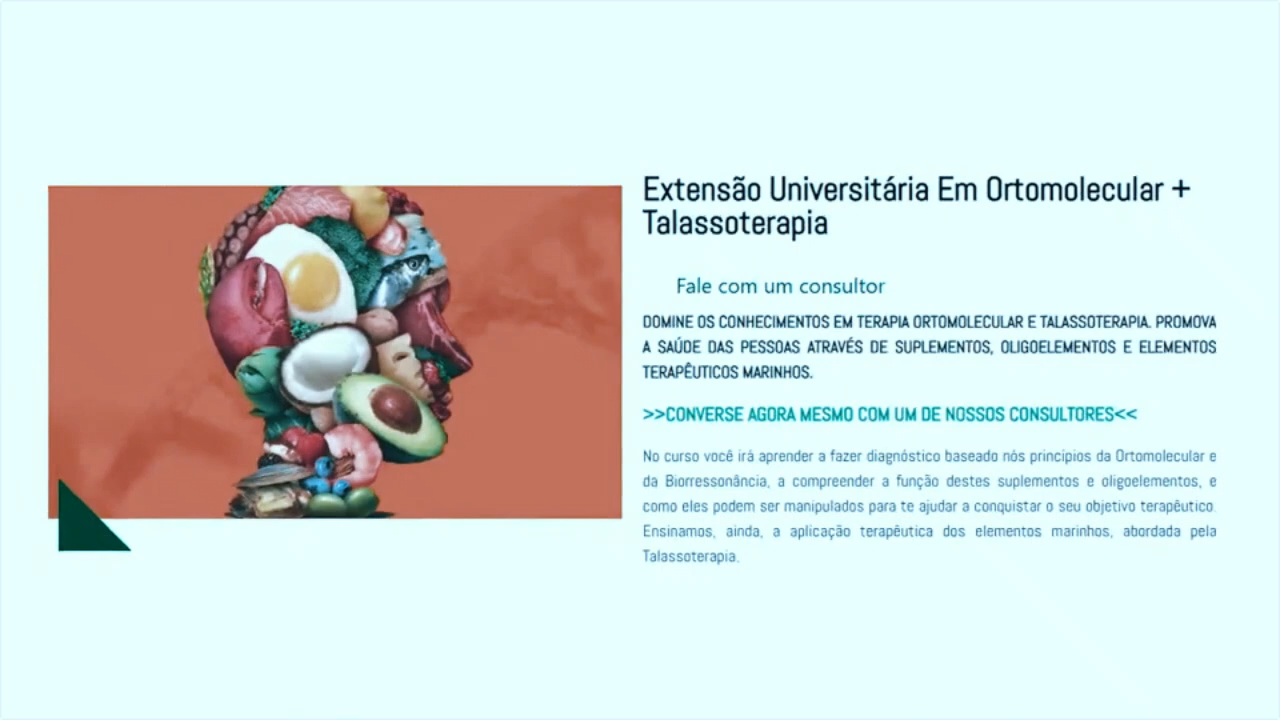 Extensão Universitária Em Ortomolecular +
Talassoterapia
Fale com um consultor
DOMINE OS CONHECIMENTOS EM TERAPIA ORTOMOLECULAR E TALASSOTERAPIA. PROMOVA
A SAÚDE DAS PESSOAS ATRAVÉS DE SUPLEMENTOS, OLIGOELEMENTOS E ELEMENTOS
TERAPÊUTICOS MARINHOS.
>>CONVERSE AGORA MESMO COM UM DE NOSSOS CONSULTORES<<
No curso você irá aprender a fazer diagnóstico baseado nós princípios da Ortomolecular e
da Biorressonância, a compreender a função destes suplementos e oligoelementos, e
como eles podem ser manipulados para te ajudar a conquistar o seu objetivo terapêutico.
Ensinamos, ainda, a aplicação terapêutica dos elementos marinhos, abordada pela
Talassoterapia.